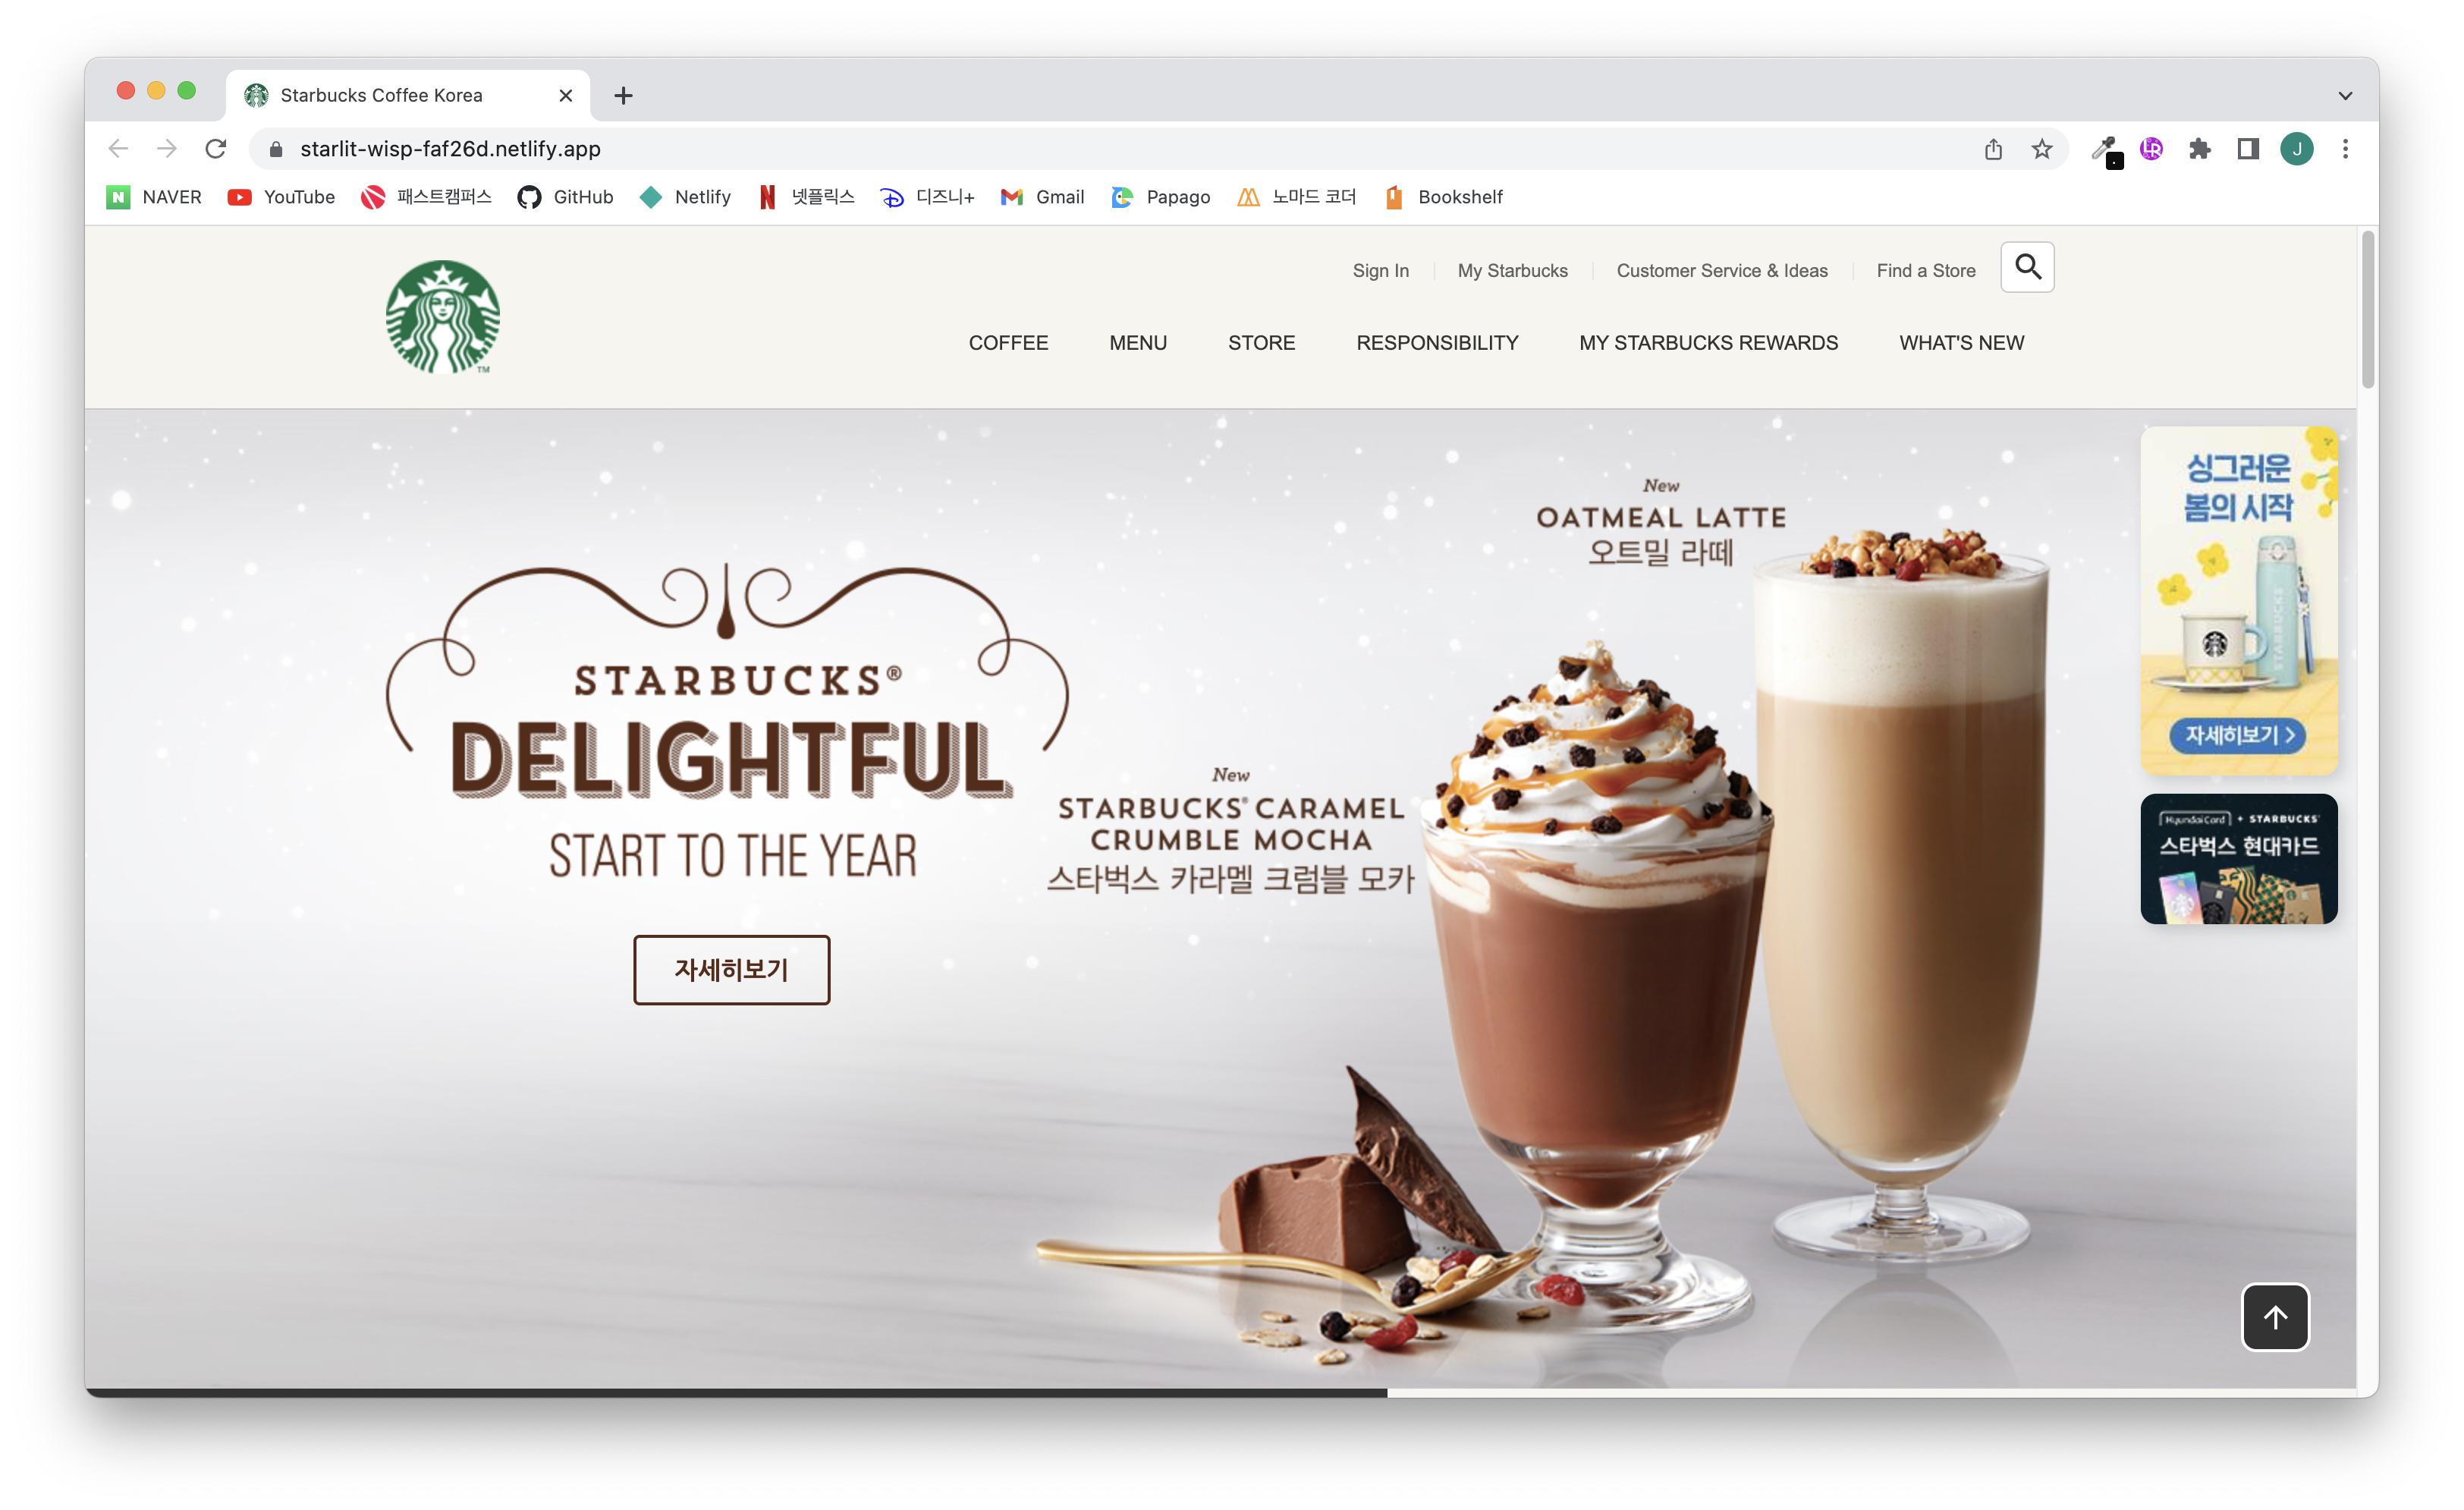 Starbucks Coffee Korea
starlit-wisp-faf26d.netlify.app
J
NAVER
YouTube
패스트캠퍼스
GitHub
Netlify
넷플릭스
디즈니+
Gmail
Papago
노마드 코더
Bookshelf
Sign In
My Starbucks
Customer Service & Ideas
Find a Store
TM
COFFEE
MENU
STORE
RESPONSIBILITY
MY STARBUCKS REWARDS
WHAT'S NEW
STARBUCKS®
DELIGHTFUL
START TO THE YEAR
자세히보기
New
STARBUCKS® CARAMEL
CRUMBLE MOCHA
스타벅스 카라멜 크럼블 모카
New
OATMEAL LATTE
오트밀 라떼
싱그러운
봄의 시작
STARBUCKS
자세히보기 >
HyundaiCard + STARBUCKS
스타벅스 현대카드